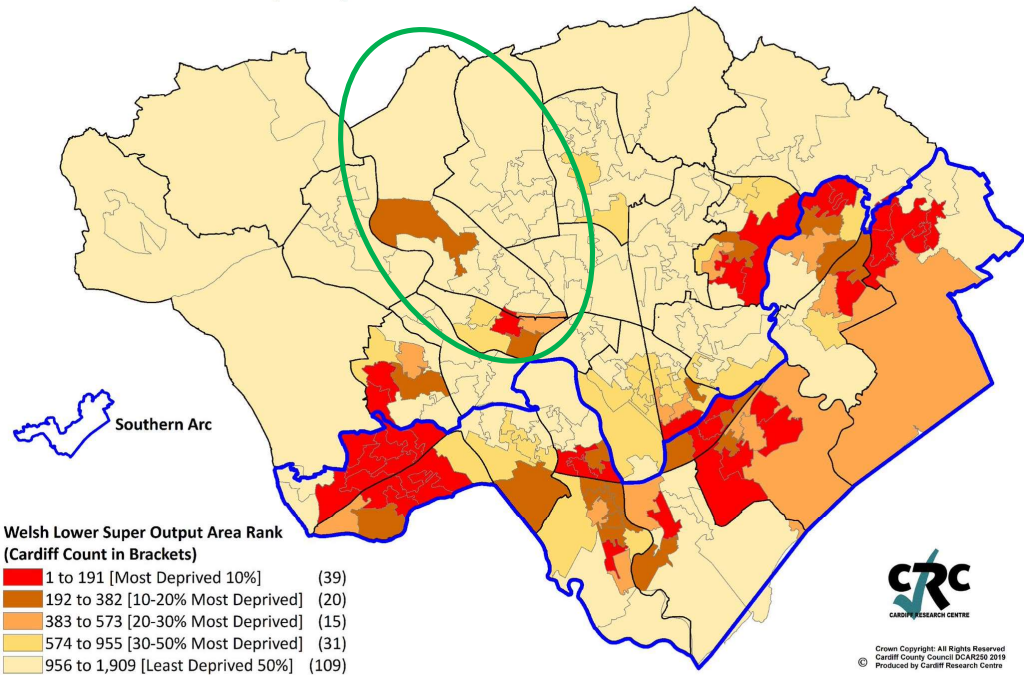 Southern Arc
Welsh Lower Super Output Area Rank
(Cardiff Count in Brackets)
1 to 191 [Most Deprived 10%] (39)
192 to 382 [10-20% Most Deprived] (20)
383 to 573 [20-30% Most Deprived] (15)
574 to 955 [30-50% Most Deprived] (31)
956 to 1,909 [Least Deprived 50%] (109)
CRC
CARDIFF RESEARCH CENTRE
Crown Copyright: All Rights Reserved
© Cardiff County Council DCAR250 2019
Produced by Cardiff Research Centre